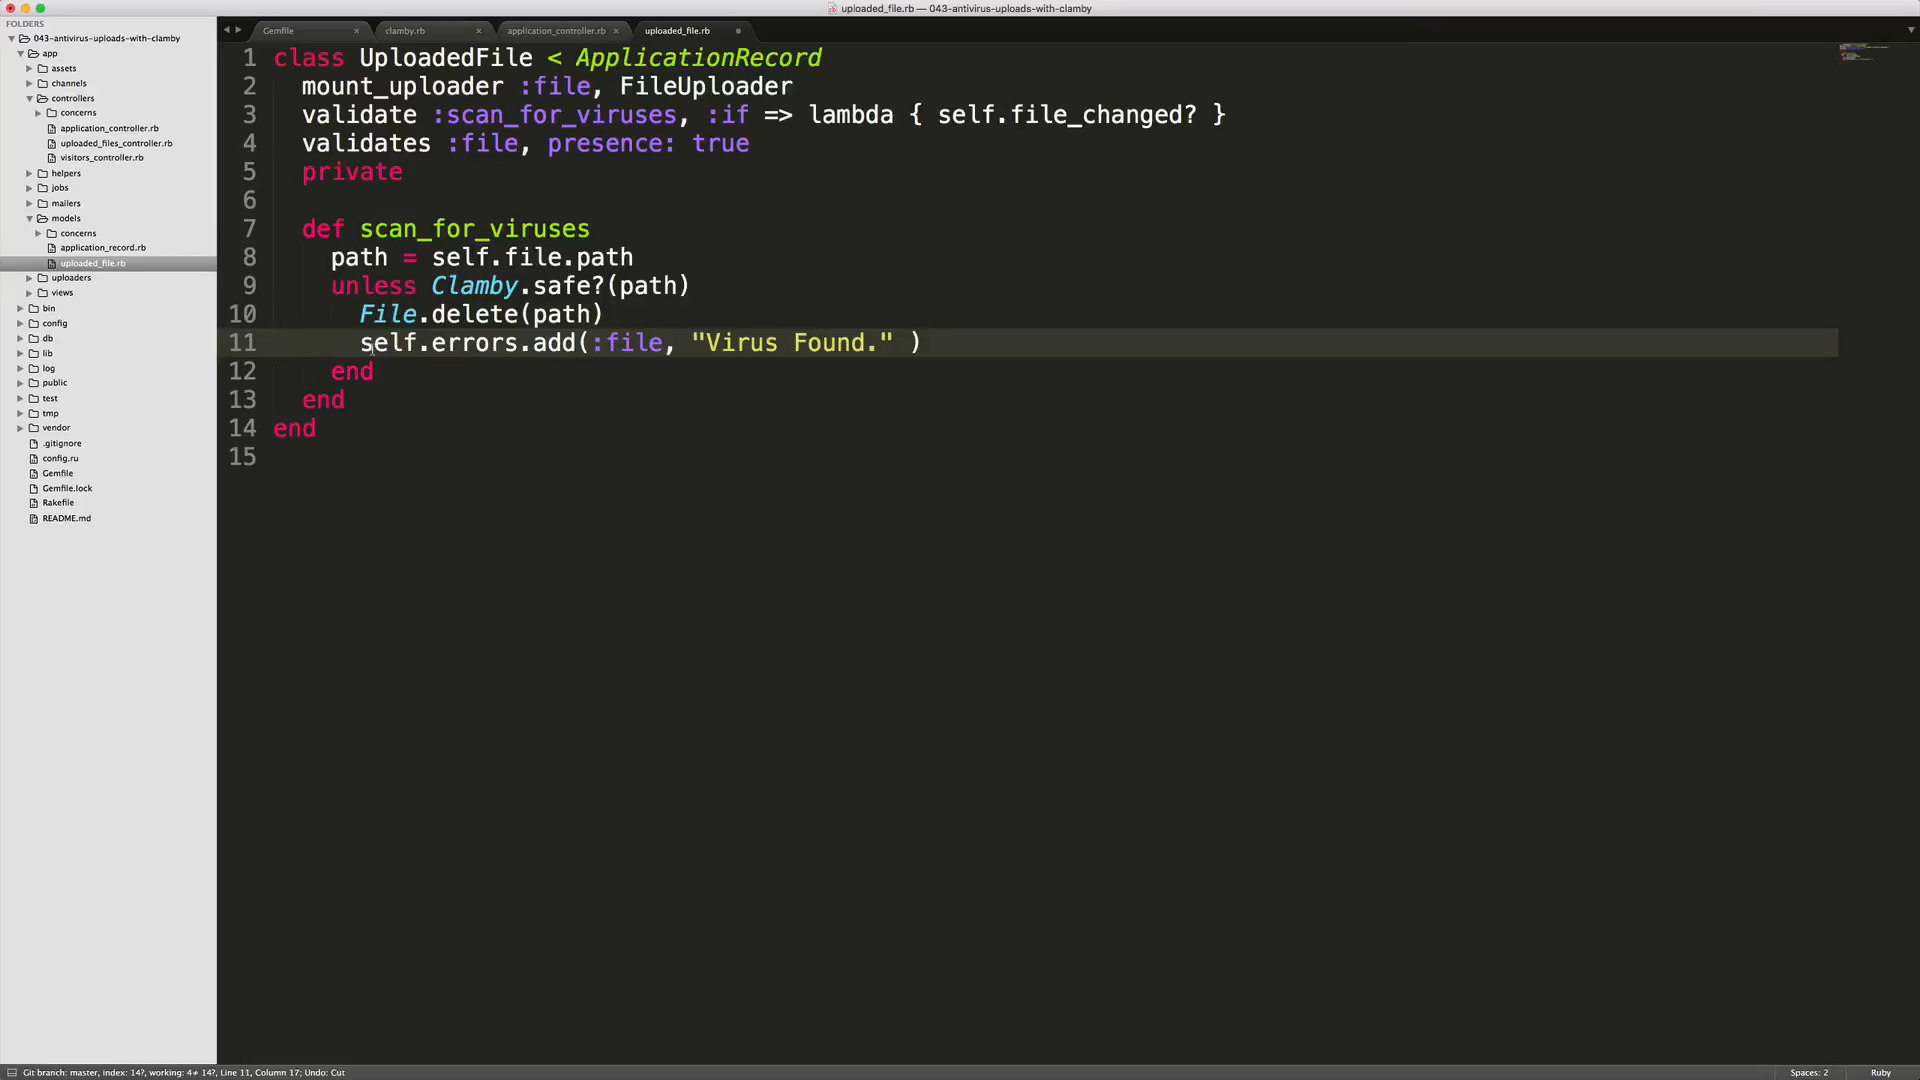 uploaded_file.rb — 043-antivirus-uploads-with-clamby
FOLDERS
043-antivirus-uploads-with-clamby
app
assets
channels
controllers
concerns
application_controller.rb
uploaded_files_controller.rb
visitors_controller.rb
helpers
jobs
mailers
models
concerns
application_record.rb
uploaded_file.rb
uploaders
views
bin
config
db
lib
log
public
test
tmp
vendor
.gitignore
config.ru
Gemfile
Gemfile.lock
Rakefile
README.md
Gemfile clamby.rb application_controller.rb uploaded_file.rb
1 class UploadedFile < ApplicationRecord
2 mount_uploader :file, FileUploader
3 validate :scan_for_viruses, :if => lambda { self.file_changed? }
4 validates :file, presence: true
5 private
6
7 def scan_for_viruses
8 path = self.file.path
9 unless Clamby.safe?(path)
10 File.delete(path)
11 self.errors.add(:file, "Virus Found." )
12 end
13 end
14 end
15
Git branch: master, index: 14?, working: 4≠ 14?, Line 11, Column 17; Undo: Cut Spaces: 2 Ruby